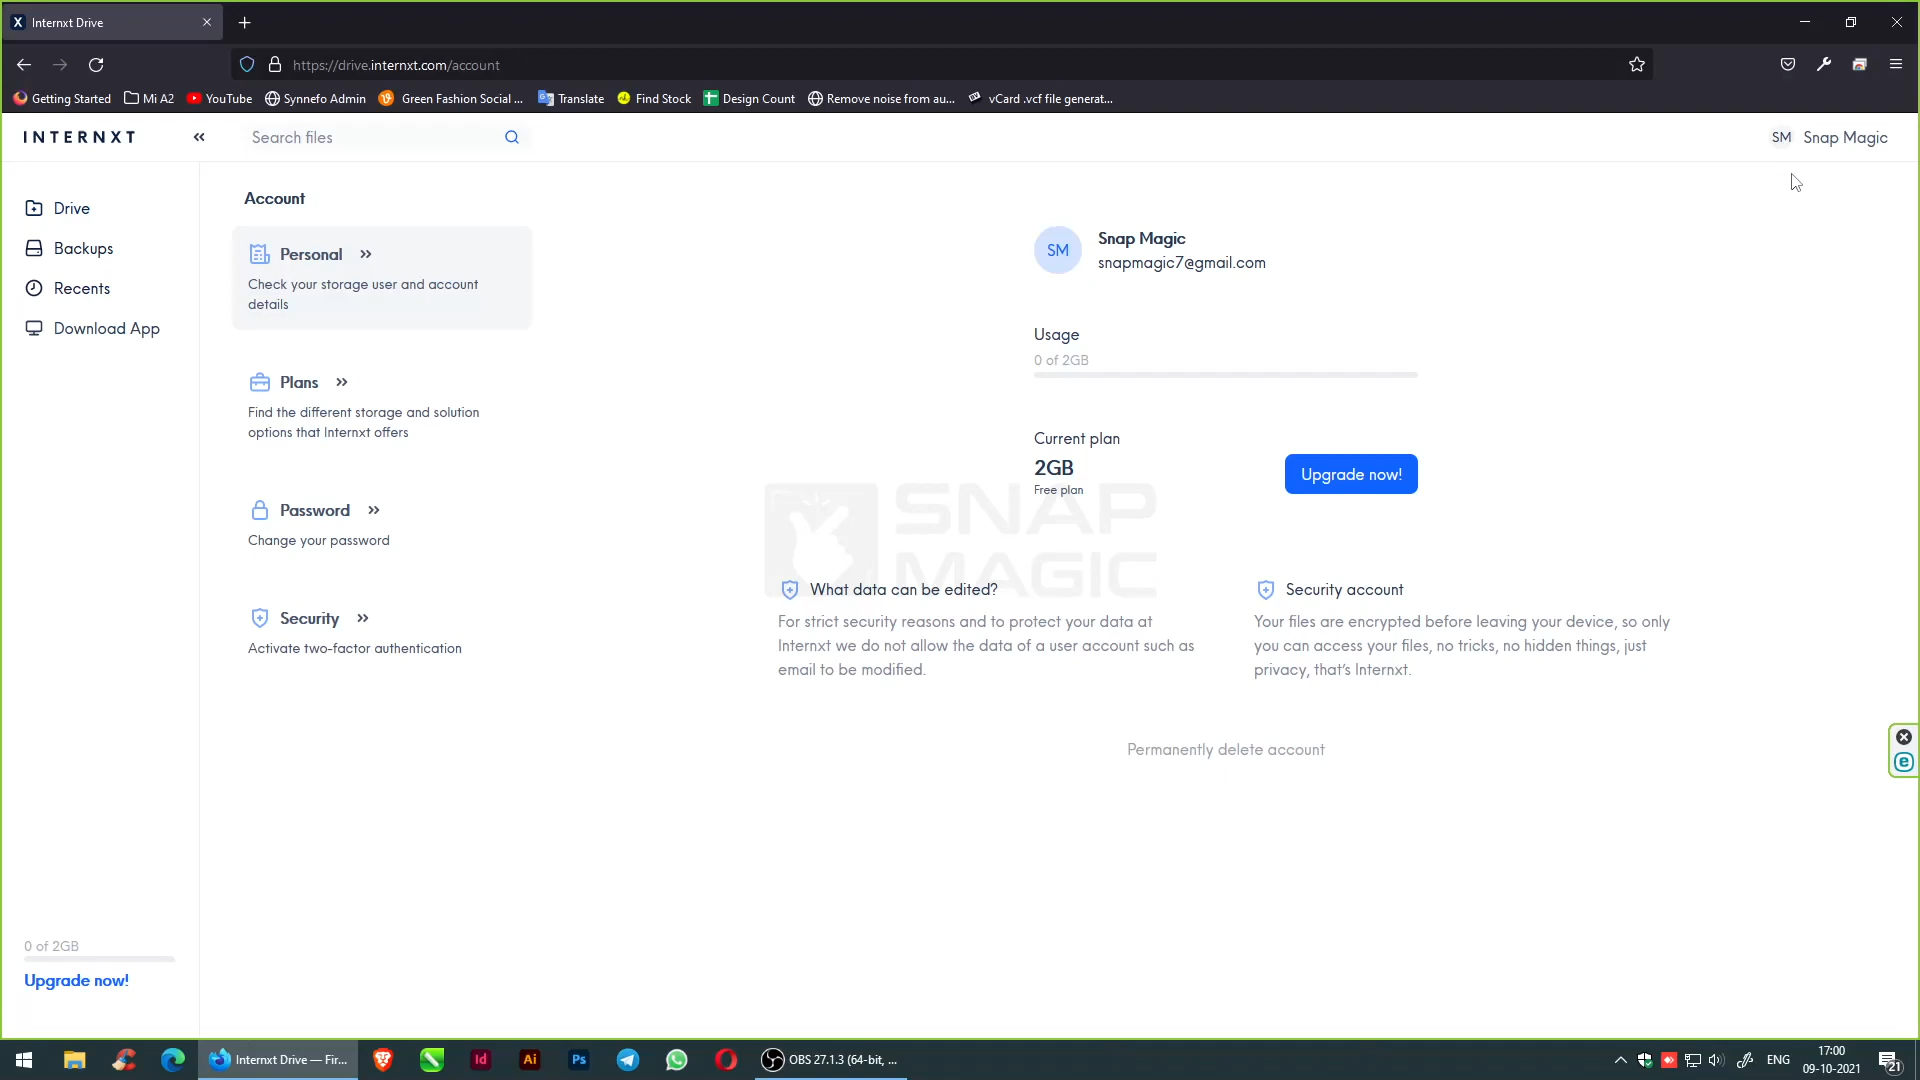 Internxt Drive
https://drive.internxt.com/account
Getting Started
Mi A2
YouTube
Synnefo Admin
Green Fashion Social ...
Translate
Find Stock
Design Count
Remove noise from au...
vCard .vcf file generat...
INTERNXT
Search files
SM Snap Magic
Drive
Backups
Recents
Download App
0 of 2GB
Upgrade now!
Account
Personal
Check your storage user and account
details
Plans
Find the different storage and solution
options that Internxt offers
Password
Change your password
Security
Activate two-factor authentication
SM
Snap Magic
snapmagic7@gmail.com
Usage
0 of 2GB
Current plan
2GB
Free plan
Upgrade now!
SNAP
MAGIC
What data can be edited?
For strict security reasons and to protect your data at
Internxt we do not allow the data of a user account such as
email to be modified.
Security account
Your files are encrypted before leaving your device, so only
you can access your files, no tricks, no hidden things, just
privacy, that's Internxt.
Permanently delete account
Internxt Drive — Fir...
Id
Ai
Ps
OBS 27.1.3 (64-bit, ...
ENG
17:00
09-10-2021
21